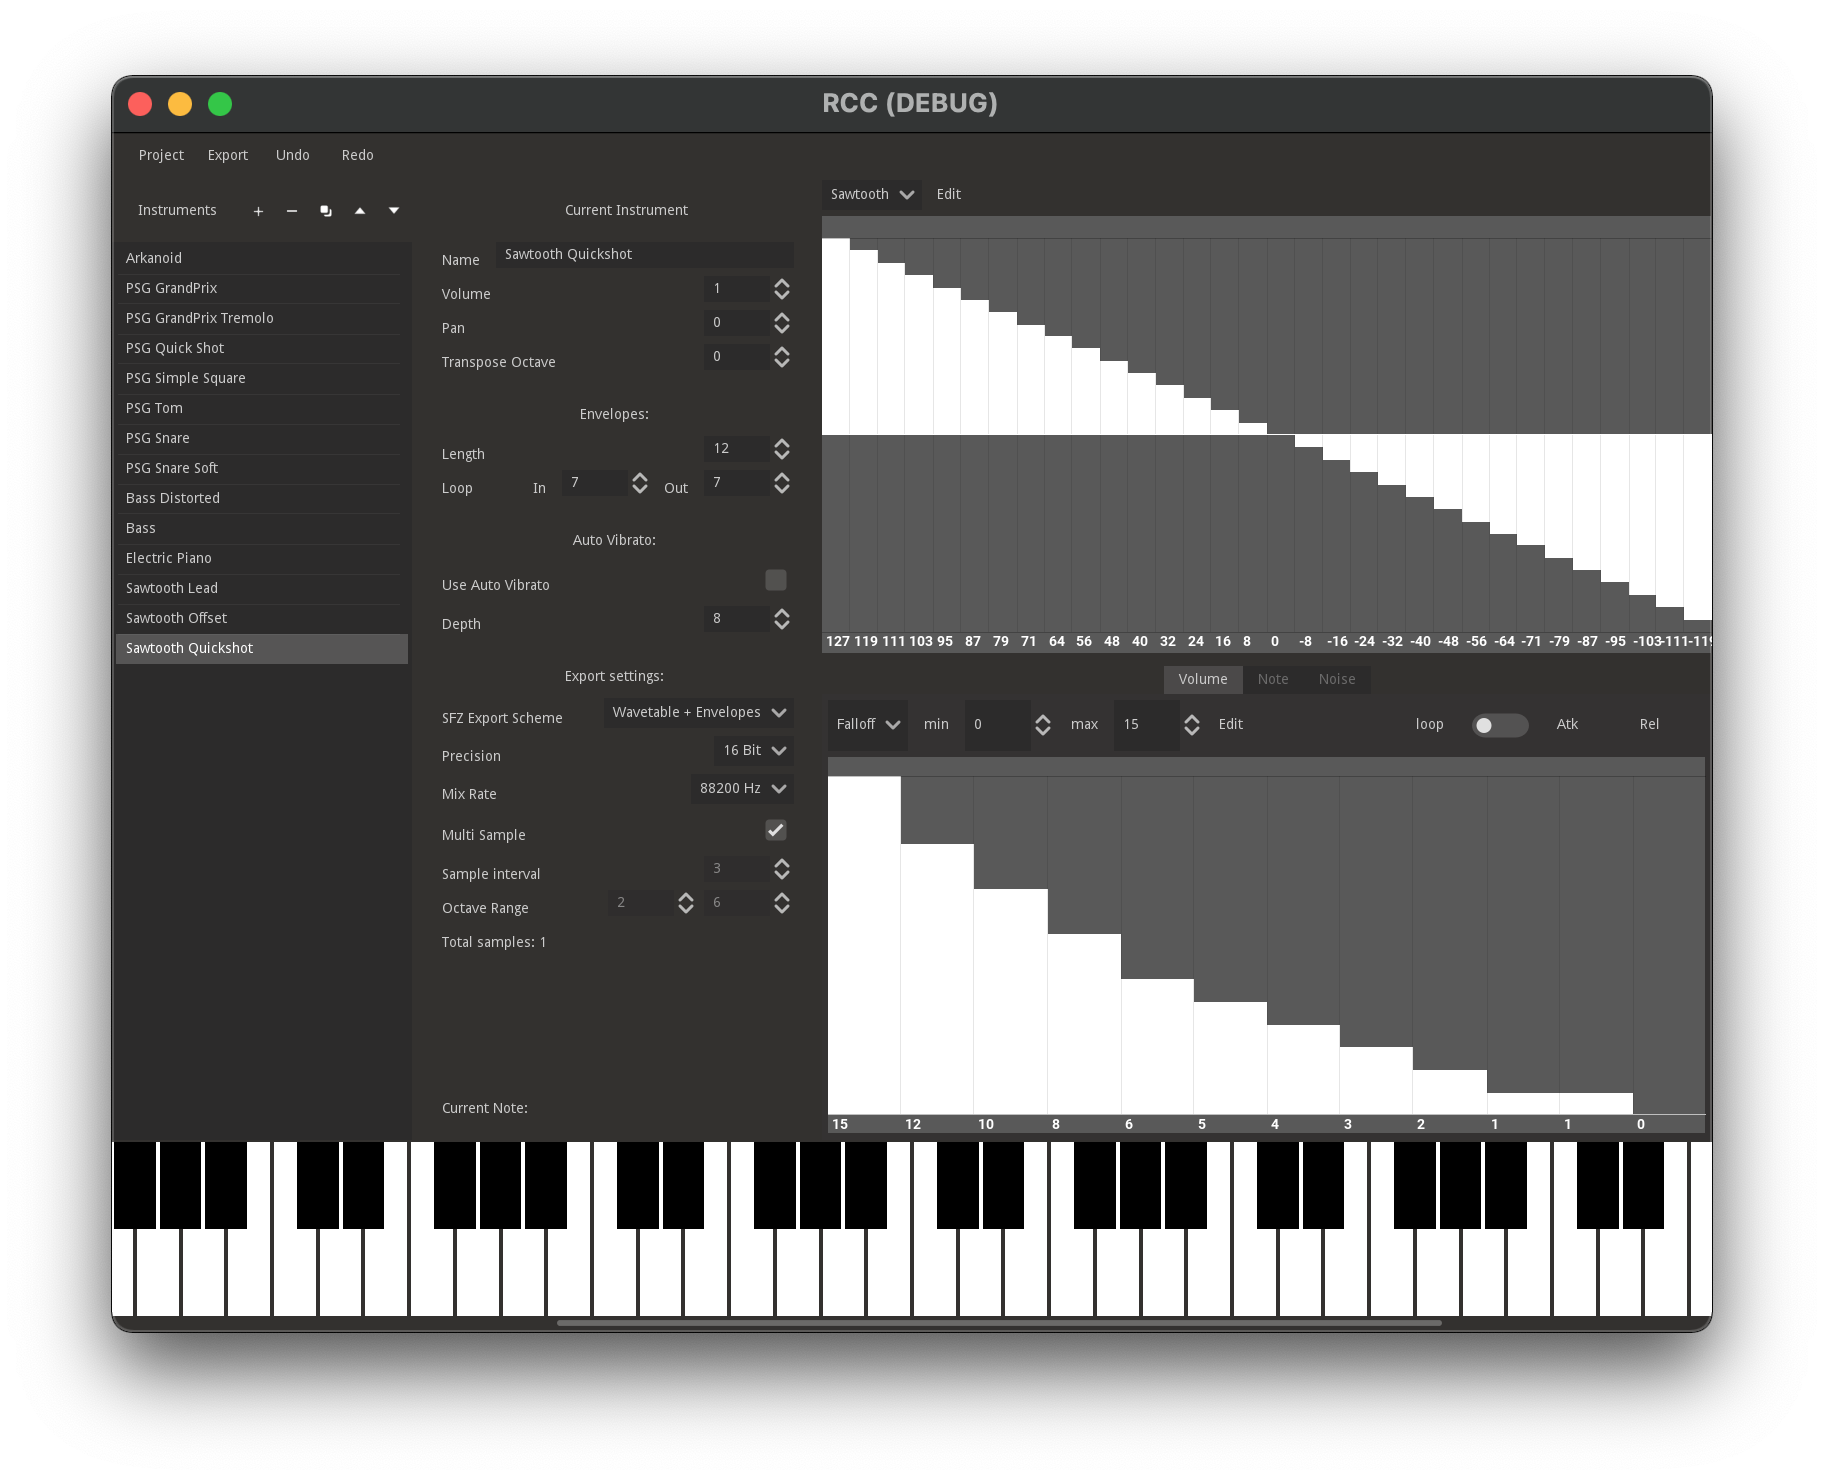 RCC (DEBUG)
Project Export Undo Redo
Instruments + −
Arkanoid
PSG GrandPrix
PSG GrandPrix Tremolo
PSG Quick Shot
PSG Simple Square
PSG Tom
PSG Snare
PSG Snare Soft
Bass Distorted
Bass
Electric Piano
Sawtooth Lead
Sawtooth Offset
Sawtooth Quickshot
Current Instrument
Name Sawtooth Quickshot
Volume 1
Pan 0
Transpose Octave 0
Envelopes:
Length 12
Loop In 7 Out 7
Auto Vibrato:
Use Auto Vibrato
Depth 8
Export settings:
SFZ Export Scheme Wavetable + Envelopes
Precision 16 Bit
Mix Rate 88200 Hz
Multi Sample
Sample interval 3
Octave Range 2 6
Total samples: 1
Current Note:
Sawtooth Edit
127 119 111 103 95 87 79 71 64 56 48 40 32 24 16 8 0 -8 -16 -24 -32 -40 -48 -56 -64 -71 -79 -87 -95 -103 -111 -119
Volume Note Noise
Falloff min 0 max 15 Edit loop Atk Rel
15 12 10 8 6 5 4 3 2 1 1 0